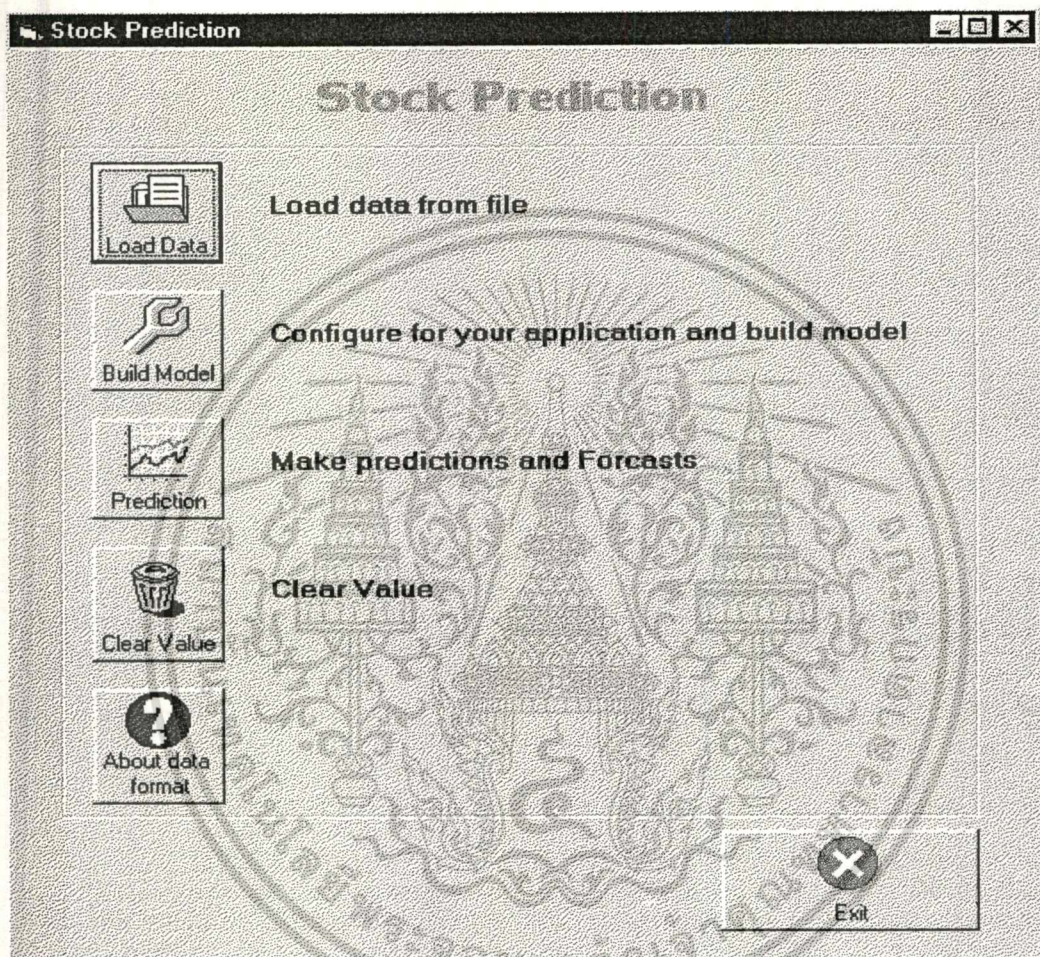 Stock Prediction
Stock Prediction
Load Data
Load data from file
Build Model
Configure for your application and build model
Prediction
Make predictions and Forcasts
Clear Value
Clear Value
About data
format
Exit